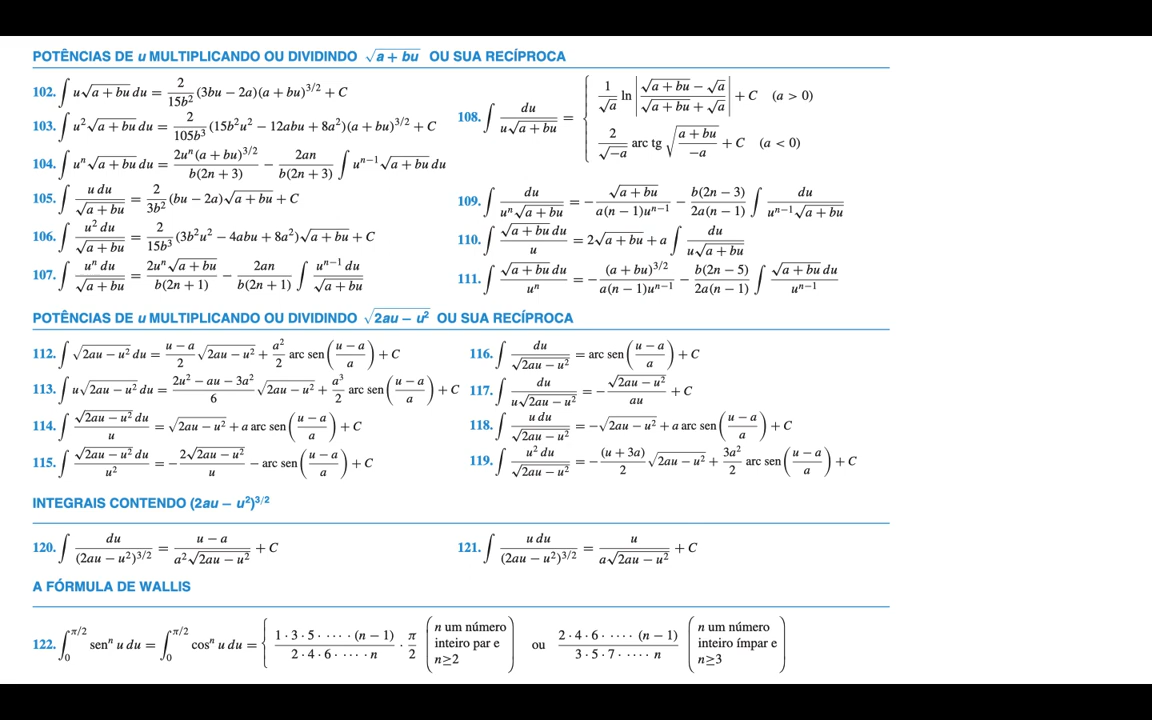 POTÊNCIAS DE u MULTIPLICANDO OU DIVIDINDO √(a + bu) OU SUA RECÍPROCA
102. ∫ u√(a + bu) du = 2/(15b²) (3bu − 2a)(a + bu)^(3/2) + C
103. ∫ u²√(a + bu) du = 2/(105b³) (15b²u² − 12abu + 8a²)(a + bu)^(3/2) + C
104. ∫ uⁿ√(a + bu) du = 2uⁿ(a + bu)^(3/2)/(b(2n + 3)) − 2an/(b(2n + 3)) ∫ u^(n−1)√(a + bu) du
105. ∫ u du/√(a + bu) = 2/(3b²) (bu − 2a)√(a + bu) + C
106. ∫ u² du/√(a + bu) = 2/(15b³) (3b²u² − 4abu + 8a²)√(a + bu) + C
107. ∫ uⁿ du/√(a + bu) = 2uⁿ√(a + bu)/(b(2n + 1)) − 2an/(b(2n + 1)) ∫ u^(n−1) du/√(a + bu)
108. ∫ du/(u√(a + bu)) = { 1/√a ln |(√(a + bu) − √a)/(√(a + bu) + √a)| + C (a > 0)
2/√(−a) arc tg √((a + bu)/(−a)) + C (a < 0)
109. ∫ du/(uⁿ√(a + bu)) = −√(a + bu)/(a(n − 1)u^(n−1)) − b(2n − 3)/(2a(n − 1)) ∫ du/(u^(n−1)√(a + bu))
110. ∫ √(a + bu) du/u = 2√(a + bu) + a ∫ du/(u√(a + bu))
111. ∫ √(a + bu) du/uⁿ = −(a + bu)^(3/2)/(a(n − 1)u^(n−1)) − b(2n − 5)/(2a(n − 1)) ∫ √(a + bu) du/u^(n−1)
POTÊNCIAS DE u MULTIPLICANDO OU DIVIDINDO √(2au − u²) OU SUA RECÍPROCA
112. ∫ √(2au − u²) du = (u − a)/2 √(2au − u²) + a²/2 arc sen((u − a)/a) + C
113. ∫ u√(2au − u²) du = (2u² − au − 3a²)/6 √(2au − u²) + a³/2 arc sen((u − a)/a) + C
114. ∫ √(2au − u²) du/u = √(2au − u²) + a arc sen((u − a)/a) + C
115. ∫ √(2au − u²) du/u² = −2√(2au − u²)/u − arc sen((u − a)/a) + C
116. ∫ du/√(2au − u²) = arc sen((u − a)/a) + C
117. ∫ du/(u√(2au − u²)) = −√(2au − u²)/(au) + C
118. ∫ u du/√(2au − u²) = −√(2au − u²) + a arc sen((u − a)/a) + C
119. ∫ u² du/√(2au − u²) = −(u + 3a)/2 √(2au − u²) + 3a²/2 arc sen((u − a)/a) + C
INTEGRAIS CONTENDO (2au − u²)^(3/2)
120. ∫ du/(2au − u²)^(3/2) = (u − a)/(a²√(2au − u²)) + C
121. ∫ u du/(2au − u²)^(3/2) = u/(a√(2au − u²)) + C
A FÓRMULA DE WALLIS
122. ∫₀^(π/2) senⁿ u du = ∫₀^(π/2) cosⁿ u du = { (1 · 3 · 5 · ⋯ · (n − 1))/(2 · 4 · 6 · ⋯ · n) · π/2 (n um número inteiro par e n≥2) ou (2 · 4 · 6 · ⋯ (n − 1))/(3 · 5 · 7 · ⋯ n) (n um número inteiro ímpar e n≥3)